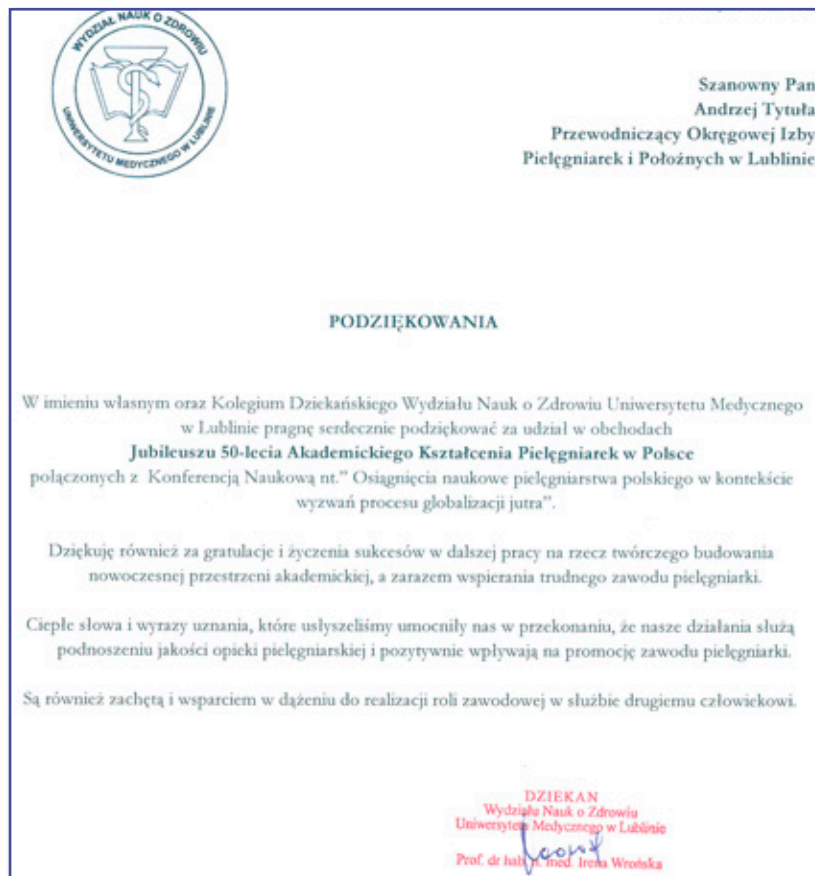 WYDZIAŁ NAUK O ZDROWIU
UNIWERSYTETU MEDYCZNEGO W LUBLINIE
Szanowny Pan
Andrzej Tytuła
Przewodniczący Okręgowej Izby
Pielęgniarek i Położnych w Lublinie
PODZIĘKOWANIA
W imieniu własnym oraz Kolegium Dziekańskiego Wydziału Nauk o Zdrowiu Uniwersytetu Medycznego
w Lublinie pragnę serdecznie podziękować za udział w obchodach
Jubileuszu 50-lecia Akademickiego Kształcenia Pielęgniarek w Polsce
połączonych z Konferencją Naukową nt.” Osiągnięcia naukowe pielęgniarstwa polskiego w kontekście
wyzwań procesu globalizacji jutra”.
Dziękuję również za gratulacje i życzenia sukcesów w dalszej pracy na rzecz twórczego budowania
nowoczesnej przestrzeni akademickiej, a zarazem wspierania trudnego zawodu pielęgniarki.
Ciepłe słowa i wyrazy uznania, które usłyszeliśmy umocniły nas w przekonaniu, że nasze działania służą
podnoszeniu jakości opieki pielęgniarskiej i pozytywnie wpływają na promocję zawodu pielęgniarki.
Są również zachętą i wsparciem w dążeniu do realizacji roli zawodowej w służbie drugiemu człowiekowi.
DZIEKAN
Wydziału Nauk o Zdrowiu
Uniwersytetu Medycznego w Lublinie
Prof. dr hab. n. med. Irena Wrońska